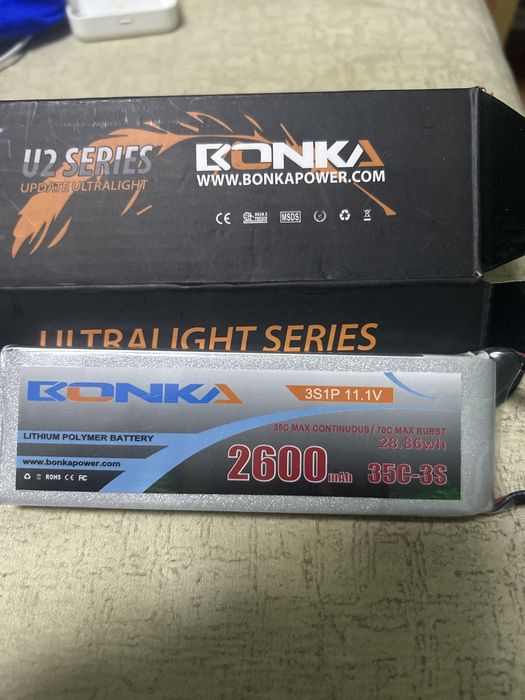 U2 SERIES
UPDATE ULTRALIGHT
BONKA
WWW.BONKAPOWER.COM
CE
MSDS
ULTRALIGHT SERIES
BONKA
3S1P 11.1V
35C MAX CONTINUOUS / 70C MAX BURST
28.86wh
LITHIUM POLYMER BATTERY
www.bonkapower.com
2600mAh 35C-3S
ROHS CE FC